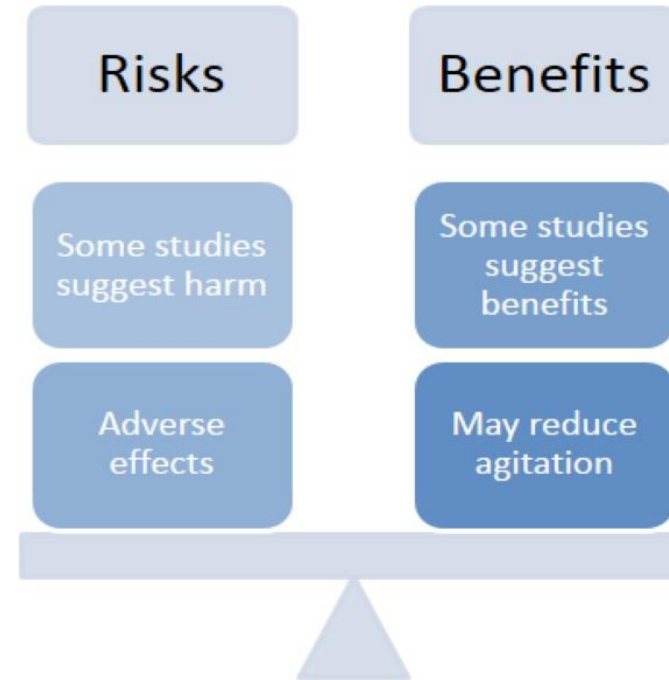 Risks
Benefits
Some studies
suggest harm
Some studies
suggest
benefits
Adverse
effects
May reduce
agitation